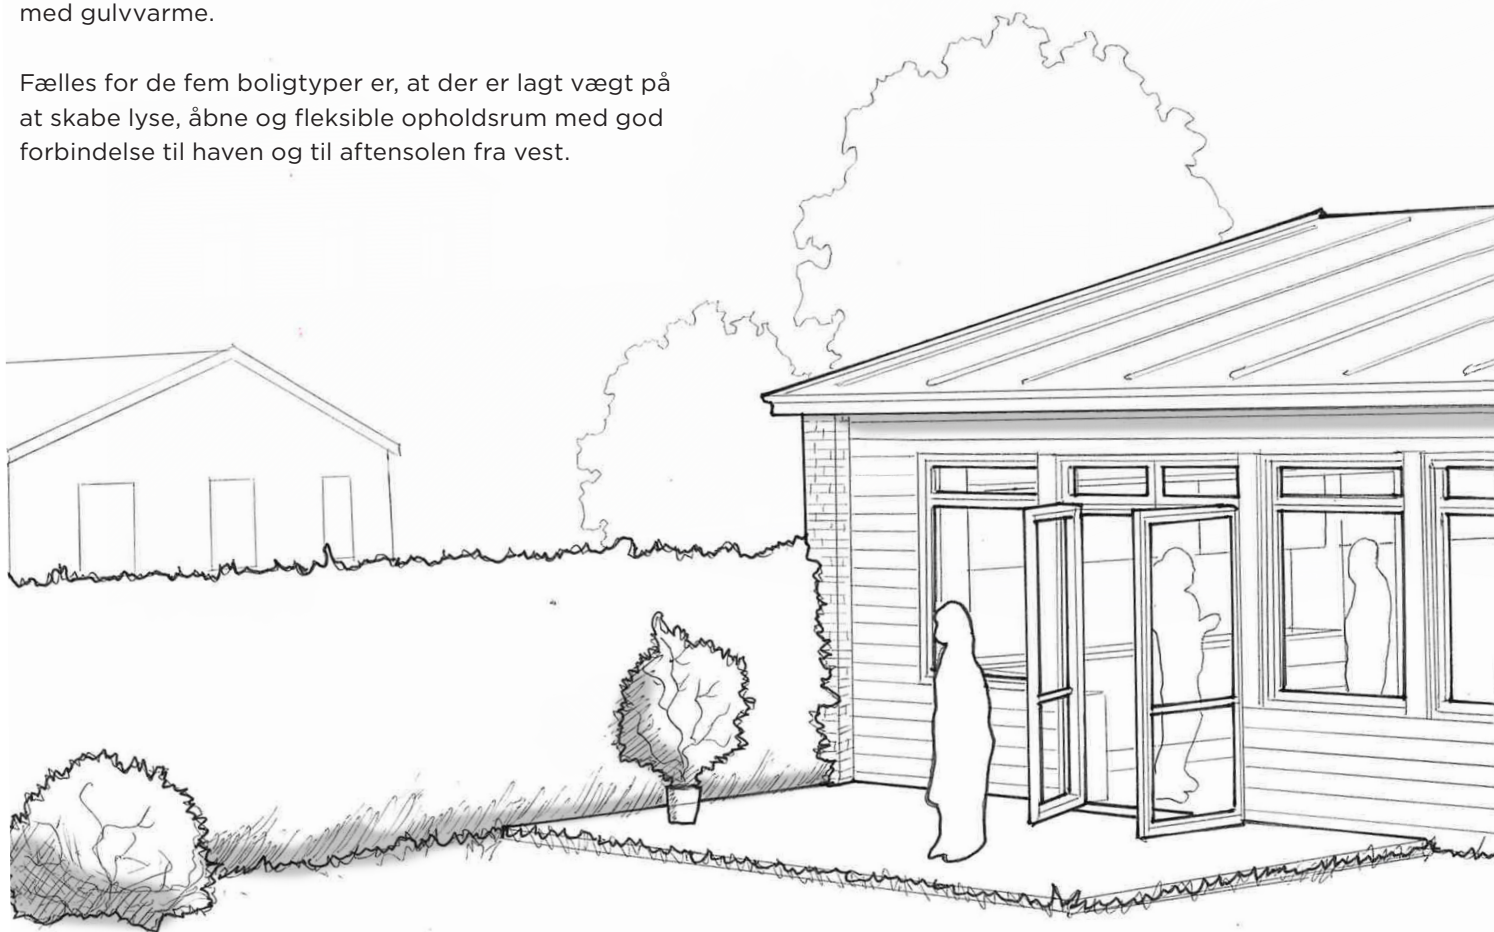 med gulvvarme.
Fælles for de fem boligtyper er, at der er lagt vægt på
at skabe lyse, åbne og fleksible opholdsrum med god
forbindelse til haven og til aftensolen fra vest.